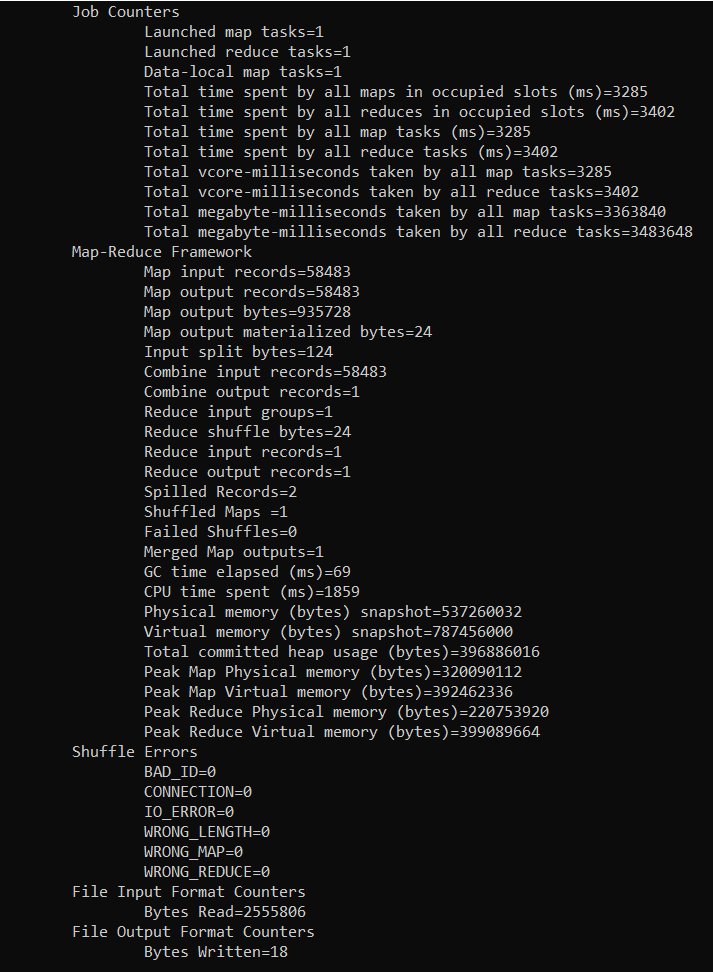 Job Counters
Launched map tasks=1
Launched reduce tasks=1
Data-local map tasks=1
Total time spent by all maps in occupied slots (ms)=3285
Total time spent by all reduces in occupied slots (ms)=3402
Total time spent by all map tasks (ms)=3285
Total time spent by all reduce tasks (ms)=3402
Total vcore-milliseconds taken by all map tasks=3285
Total vcore-milliseconds taken by all reduce tasks=3402
Total megabyte-milliseconds taken by all map tasks=3363840
Total megabyte-milliseconds taken by all reduce tasks=3483648
Map-Reduce Framework
Map input records=58483
Map output records=58483
Map output bytes=935728
Map output materialized bytes=24
Input split bytes=124
Combine input records=58483
Combine output records=1
Reduce input groups=1
Reduce shuffle bytes=24
Reduce input records=1
Reduce output records=1
Spilled Records=2
Shuffled Maps =1
Failed Shuffles=0
Merged Map outputs=1
GC time elapsed (ms)=69
CPU time spent (ms)=1859
Physical memory (bytes) snapshot=537260032
Virtual memory (bytes) snapshot=787456000
Total committed heap usage (bytes)=396886016
Peak Map Physical memory (bytes)=320090112
Peak Map Virtual memory (bytes)=392462336
Peak Reduce Physical memory (bytes)=220753920
Peak Reduce Virtual memory (bytes)=399089664
Shuffle Errors
BAD_ID=0
CONNECTION=0
IO_ERROR=0
WRONG_LENGTH=0
WRONG_MAP=0
WRONG_REDUCE=0
File Input Format Counters
Bytes Read=2555806
File Output Format Counters
Bytes Written=18